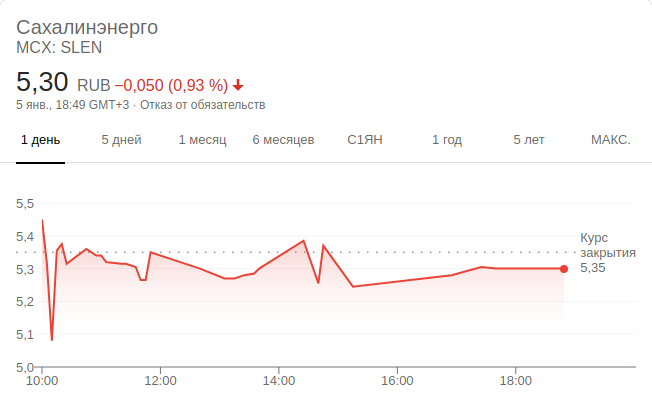 Сахалинэнерго
MCX: SLEN
5,30 RUB −0,050 (0,93 %)
5 янв., 18:49 GMT+3 · Отказ от обязательств
1 день 5 дней 1 месяц 6 месяцев С1ЯН 1 год 5 лет МАКС.
5,5
5,4
5,3
5,2
5,1
5,0
Курс
закрытия
5,35
10:00 12:00 14:00 16:00 18:00